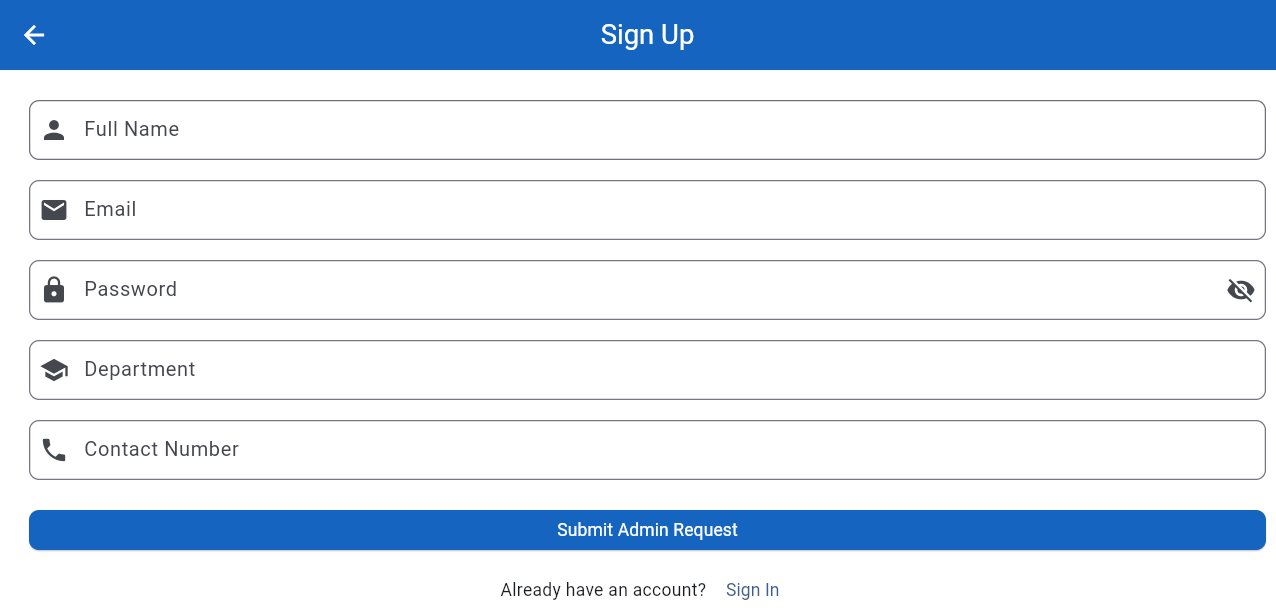 Sign Up
Full Name
Email
Password
Department
Contact Number
Submit Admin Request
Already have an account? Sign In